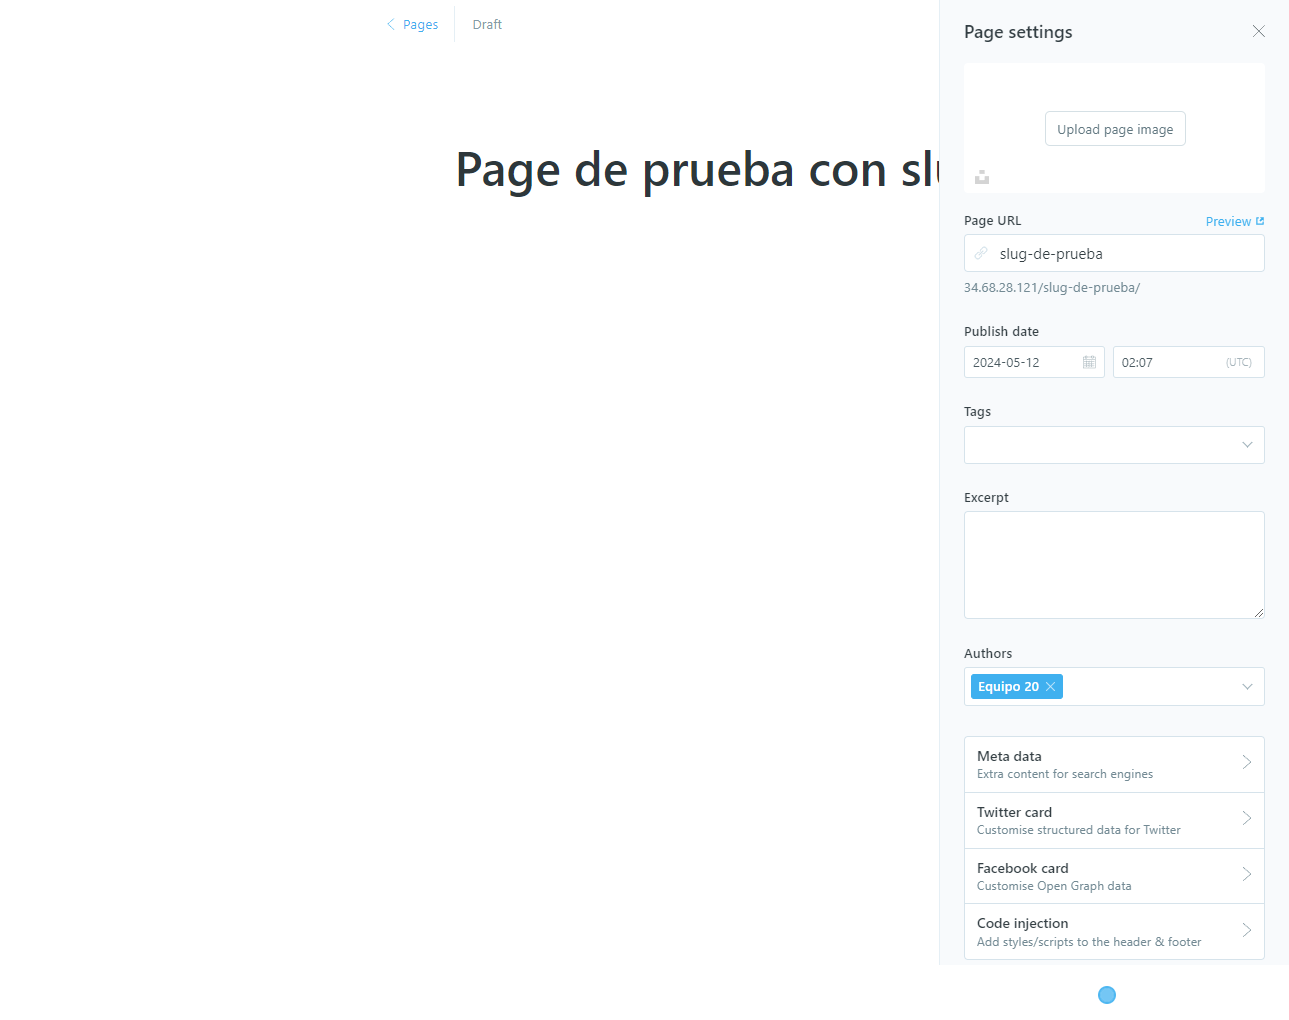 Pages
Draft
Page de prueba con
Page settings
Upload page image
Page URL
Preview
slug-de-prueba
34.68.28.121/slug-de-prueba/
Publish date
2024-05-12
02:07
(UTC)
Tags
Excerpt
Authors
Equipo 20
Meta data
Extra content for search engines
Twitter card
Customise structured data for Twitter
Facebook card
Customise Open Graph data
Code injection
Add styles/scripts to the header & footer